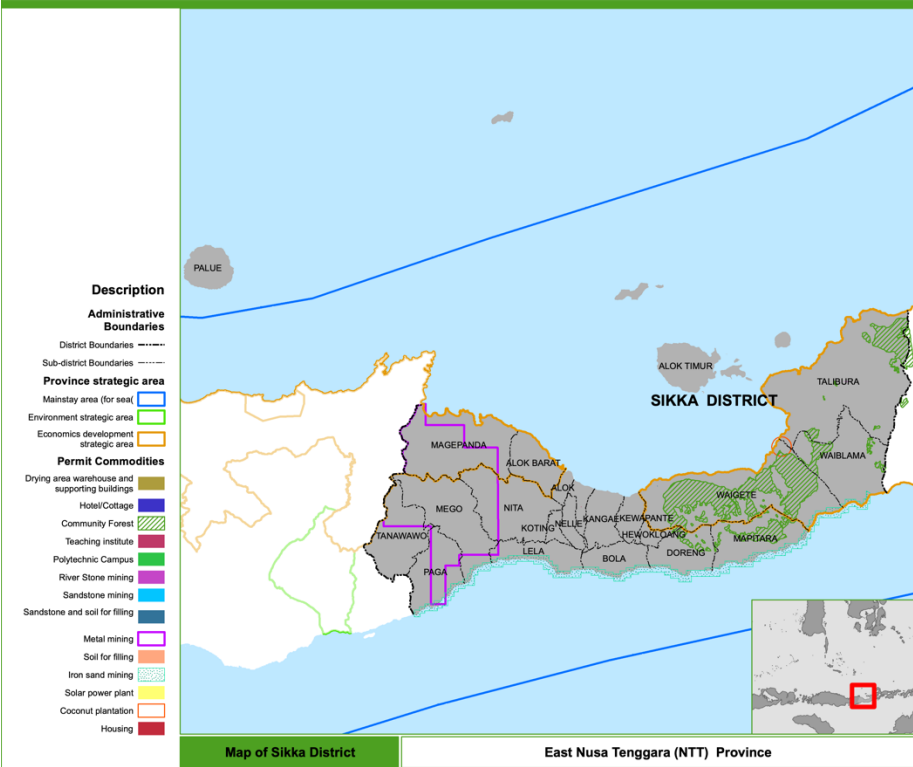 Description
Administrative
Boundaries
District Boundaries
Sub-district Boundaries
Province strategic area
Mainstay area (for sea(
Environment strategic area
Economics development
strategic area
Permit Commodities
Drying area warehouse and
supporting buildings
Hotel/Cottage
Community Forest
Teaching institute
Polytechnic Campus
River Stone mining
Sandstone mining
Sandstone and soil for filling
Metal mining
Soil for filling
Iron sand mining
Solar power plant
Coconut plantation
Housing
PALUE
ALOK TIMUR
SIKKA DISTRICT
TALIBURA
MAGEPANDA
ALOK BARAT
WAIBLAMA
ALOK
WAIGETE
MEGO
NITA
KANGAE
KEWAPANTE
NELLE
KOTING
TANAWAWO
HEWOKLOANG
MAPITARA
LELA
BOLA
DORENG
PAGA
Map of Sikka District
East Nusa Tenggara (NTT) Province